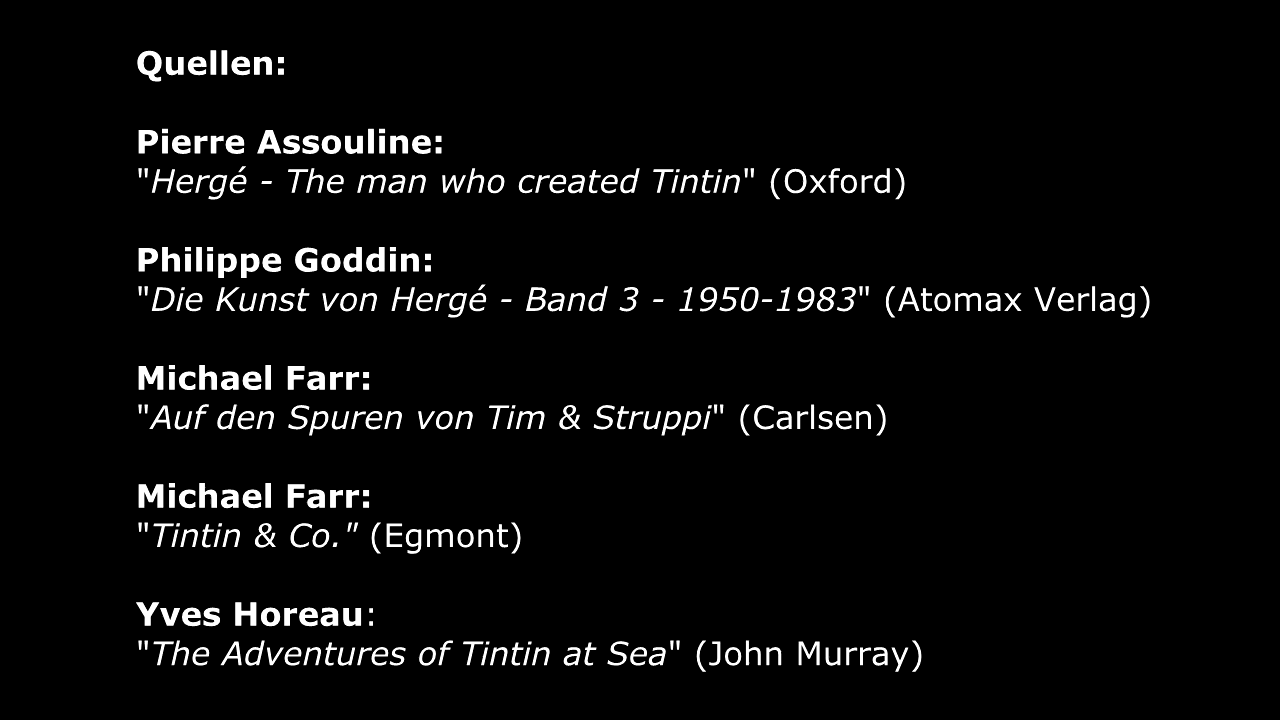 Quellen:
Pierre Assouline:
"Hergé - The man who created Tintin" (Oxford)
Philippe Goddin:
"Die Kunst von Hergé - Band 3 - 1950-1983" (Atomax Verlag)
Michael Farr:
"Auf den Spuren von Tim & Struppi" (Carlsen)
Michael Farr:
"Tintin & Co." (Egmont)
Yves Horeau:
"The Adventures of Tintin at Sea" (John Murray)